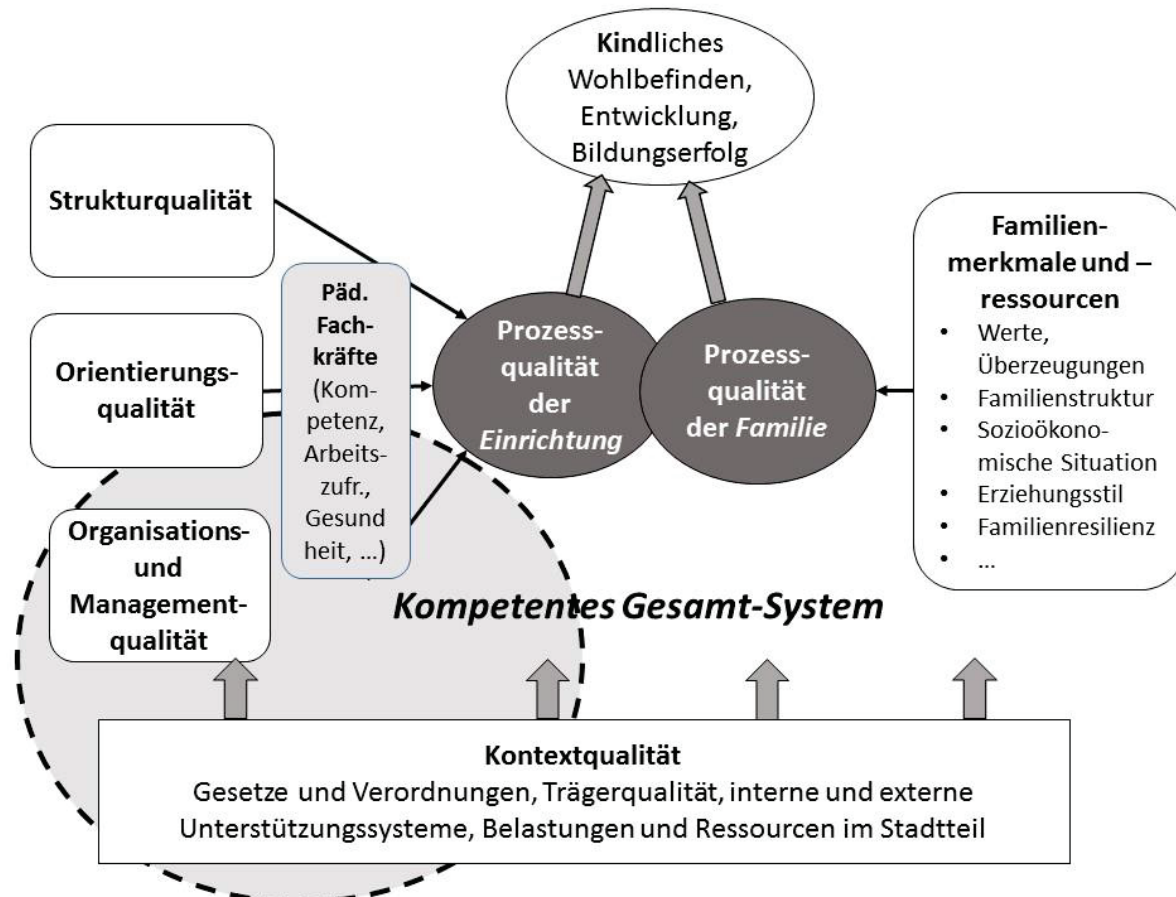 Kindliches
Wohlbefinden,
Entwicklung,
Bildungserfolg
Strukturqualität
Orientierungs-
qualität
Organisations-
und
Management-
qualität
Päd.
Fach-
kräfte
(Kom-
petenz,
Arbeits-
zufr.,
Gesund
heit, ...)
Prozess-
qualität
der
Einrichtung
Prozess-
qualität
der Familie
Familien-
merkmale und –
ressourcen
• Werte,
Überzeugungen
• Familienstruktur
• Sozioökono-
mische Situation
• Erziehungsstil
• Familienresilienz
• ...
Kompetentes Gesamt-System
Kontextqualität
Gesetze und Verordnungen, Trägerqualität, interne und externe
Unterstützungssysteme, Belastungen und Ressourcen im Stadtteil